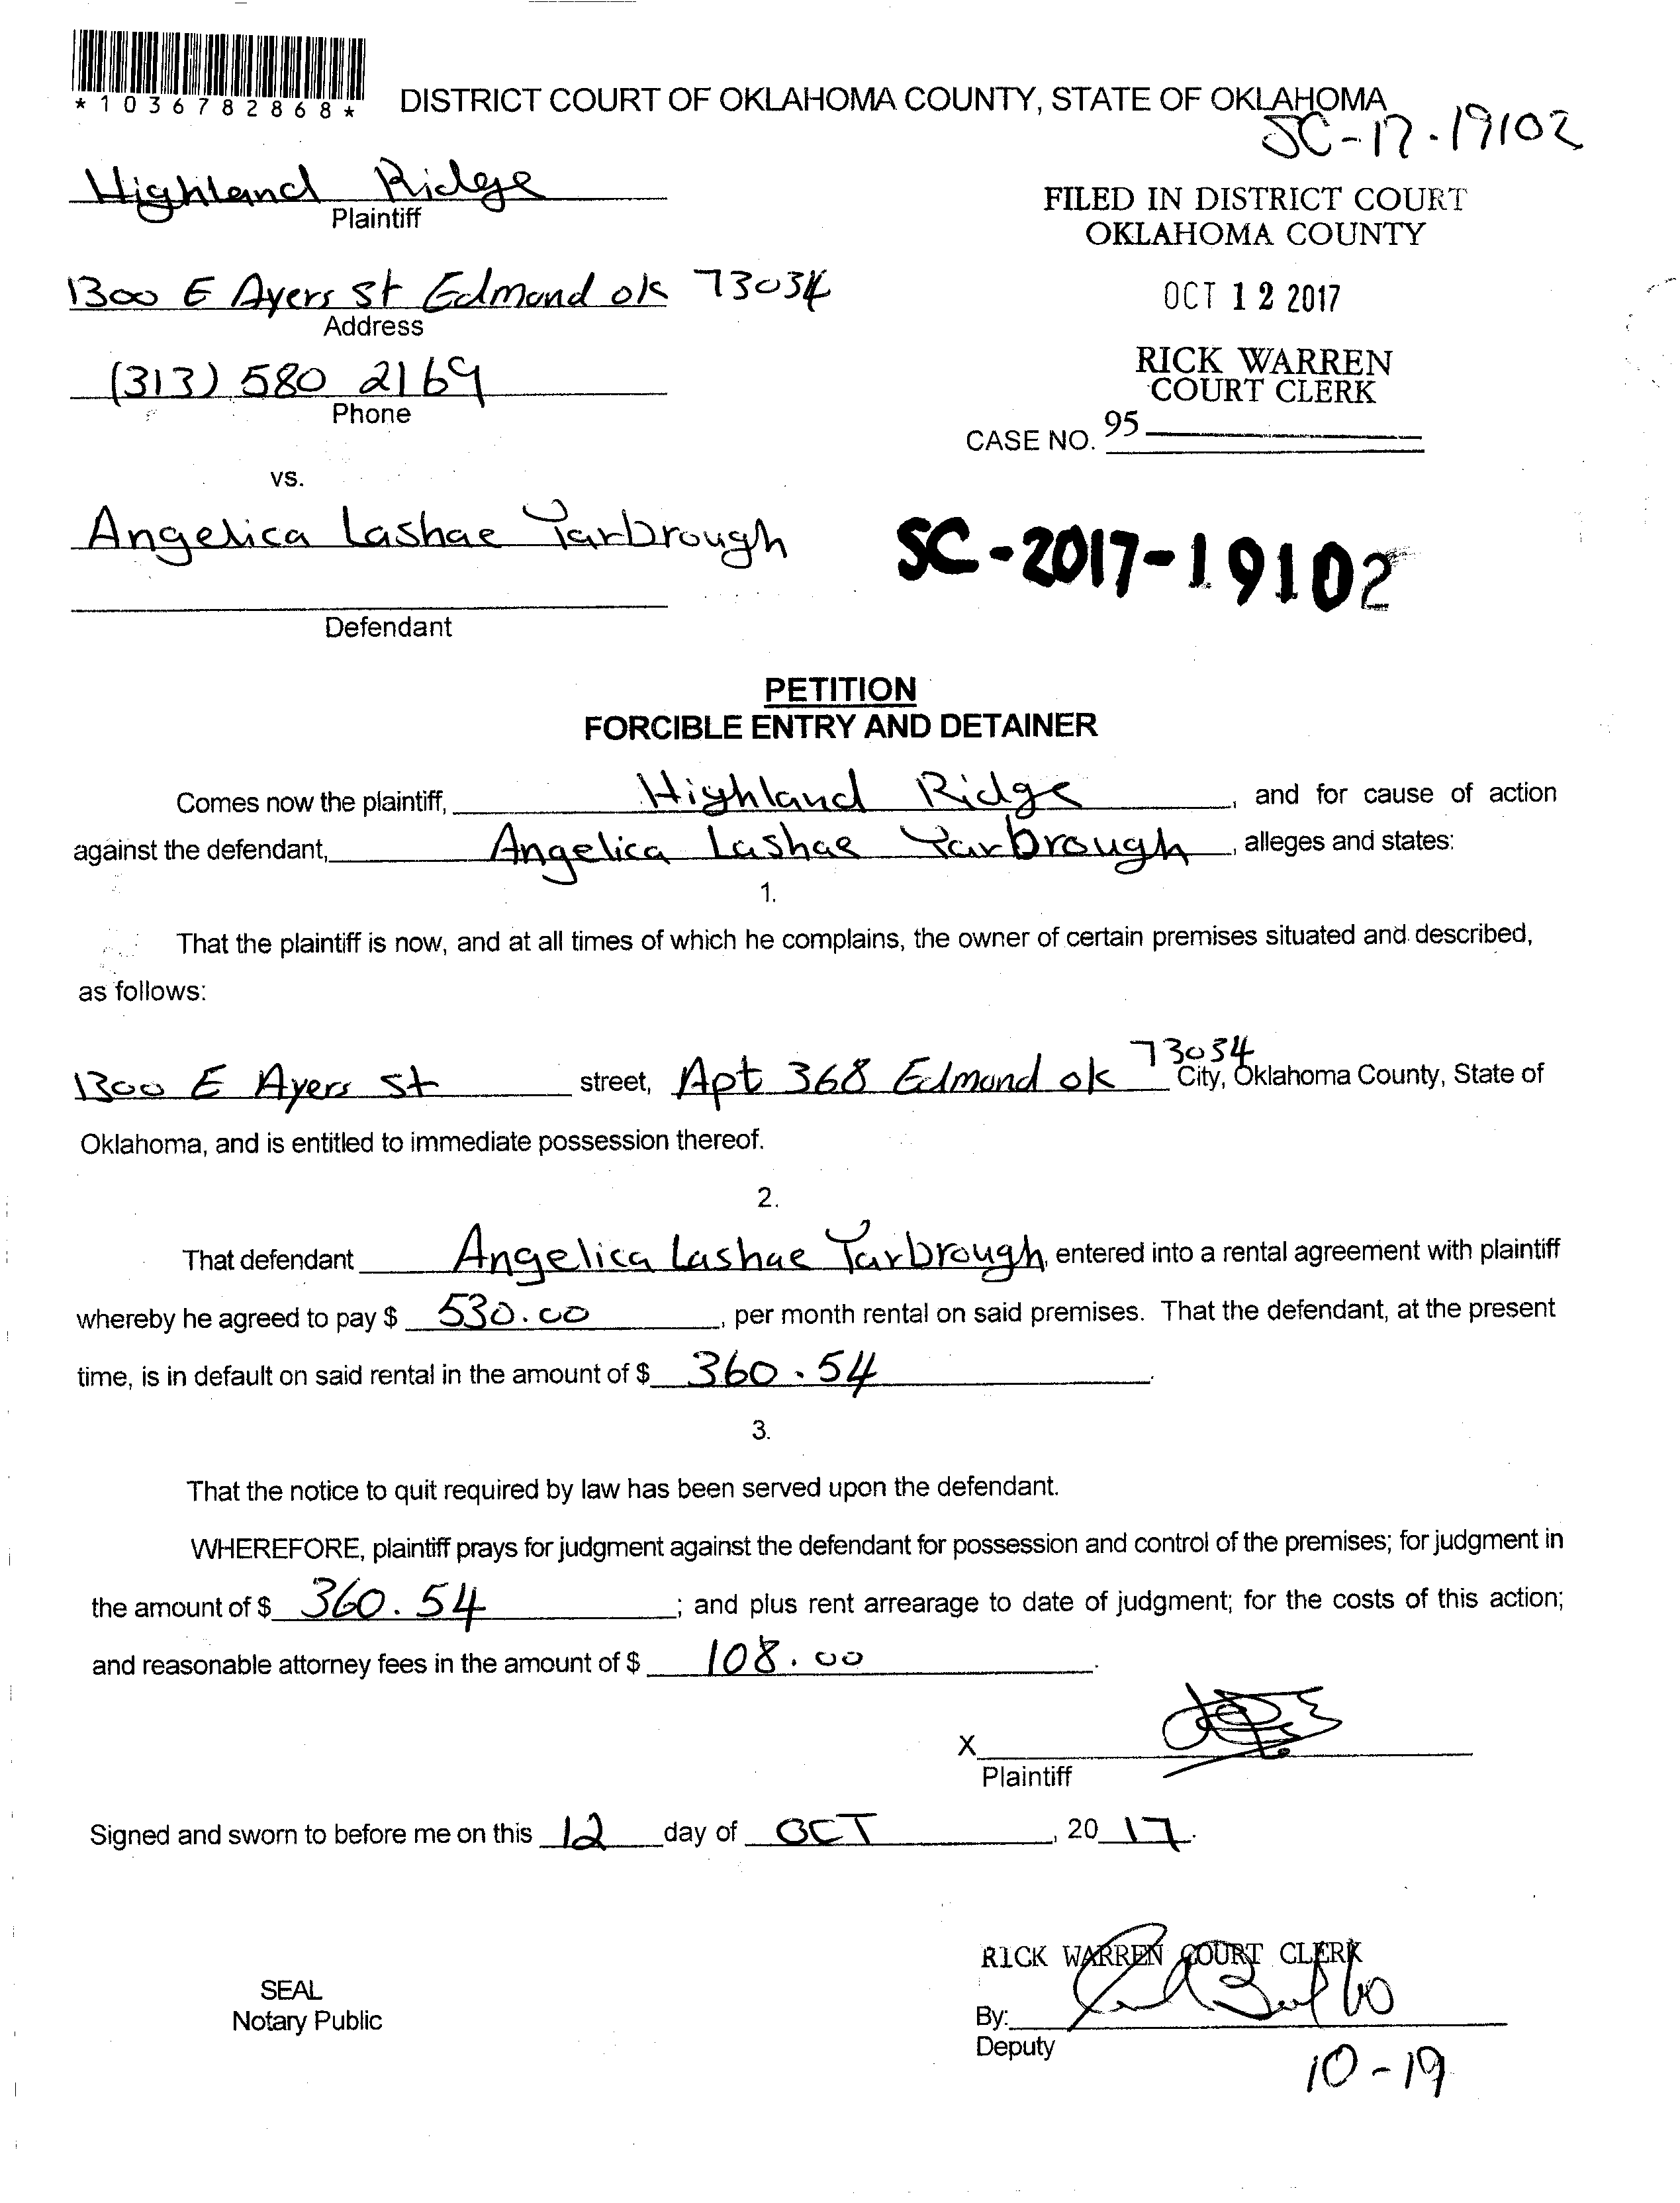 *1036782868*
DISTRICT COURT OF OKLAHOMA COUNTY, STATE OF OKLAHOMA
SC-17-19102
Highland Ridge
Plaintiff
FILED IN DISTRICT COURT
OKLAHOMA COUNTY
1300 E Ayers St Edmond ok 73034
Address
OCT 12 2017
(313) 580 2169
Phone
RICK WARREN
COURT CLERK
CASE NO. 95
vs.
Angelica Lashae Yarbrough
SC-2017-19102
Defendant
PETITION
FORCIBLE ENTRY AND DETAINER
Comes now the plaintiff, Highland Ridge, and for cause of action
against the defendant, Angelica Lashae Yarbrough, alleges and states:
1.
That the plaintiff is now, and at all times of which he complains, the owner of certain premises situated and described,
as follows:
1300 E Ayers St street, Apt 368 Edmond ok 73034 City, Oklahoma County, State of
Oklahoma, and is entitled to immediate possession thereof.
2.
That defendant Angelica Lashae Yarbrough, entered into a rental agreement with plaintiff
whereby he agreed to pay $ 530.00, per month rental on said premises. That the defendant, at the present
time, is in default on said rental in the amount of $ 360.54.
3.
That the notice to quit required by law has been served upon the defendant.
WHEREFORE, plaintiff prays for judgment against the defendant for possession and control of the premises; for judgment in
the amount of $ 360.54; and plus rent arrearage to date of judgment; for the costs of this action;
and reasonable attorney fees in the amount of $ 108.00.
X
Plaintiff
Signed and sworn to before me on this 12 day of OCT, 2017.
RICK WARREN COURT CLERK
SEAL
Notary Public
By:
Deputy
10-19